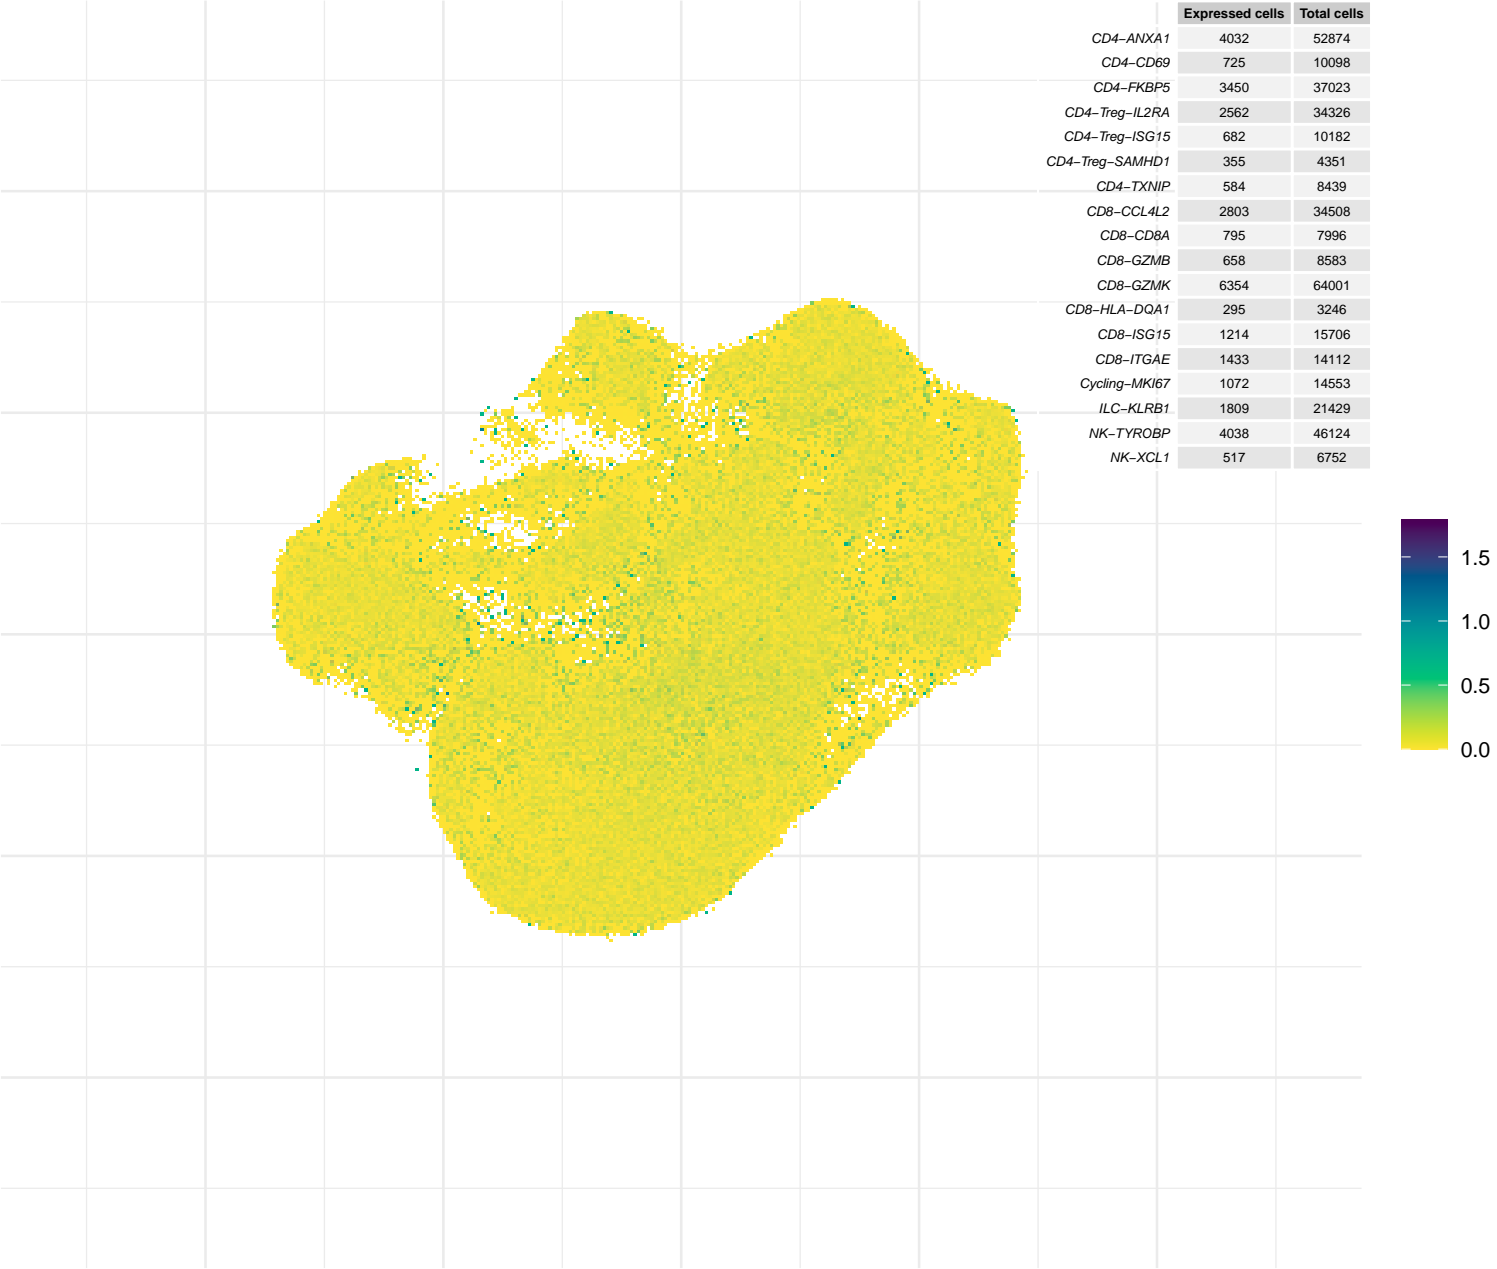 Expressed cells Total cells
CD4−ANXA1 4032 52874
CD4−CD69 725 10098
CD4−FKBP5 3450 37023
CD4−Treg−IL2RA 2562 34326
CD4−Treg−ISG15 682 10182
CD4−Treg−SAMHD1 355 4351
CD4−TXNIP 584 8439
CD8−CCL4L2 2803 34508
CD8−CD8A 795 7996
CD8−GZMB 658 8583
CD8−GZMK 6354 64001
CD8−HLA−DQA1 295 3246
CD8−ISG15 1214 15706
CD8−ITGAE 1433 14112
Cycling−MKI67 1072 14553
ILC−KLRB1 1809 21429
NK−TYROBP 4038 46124
NK−XCL1 517 6752
1.5
1.0
0.5
0.0